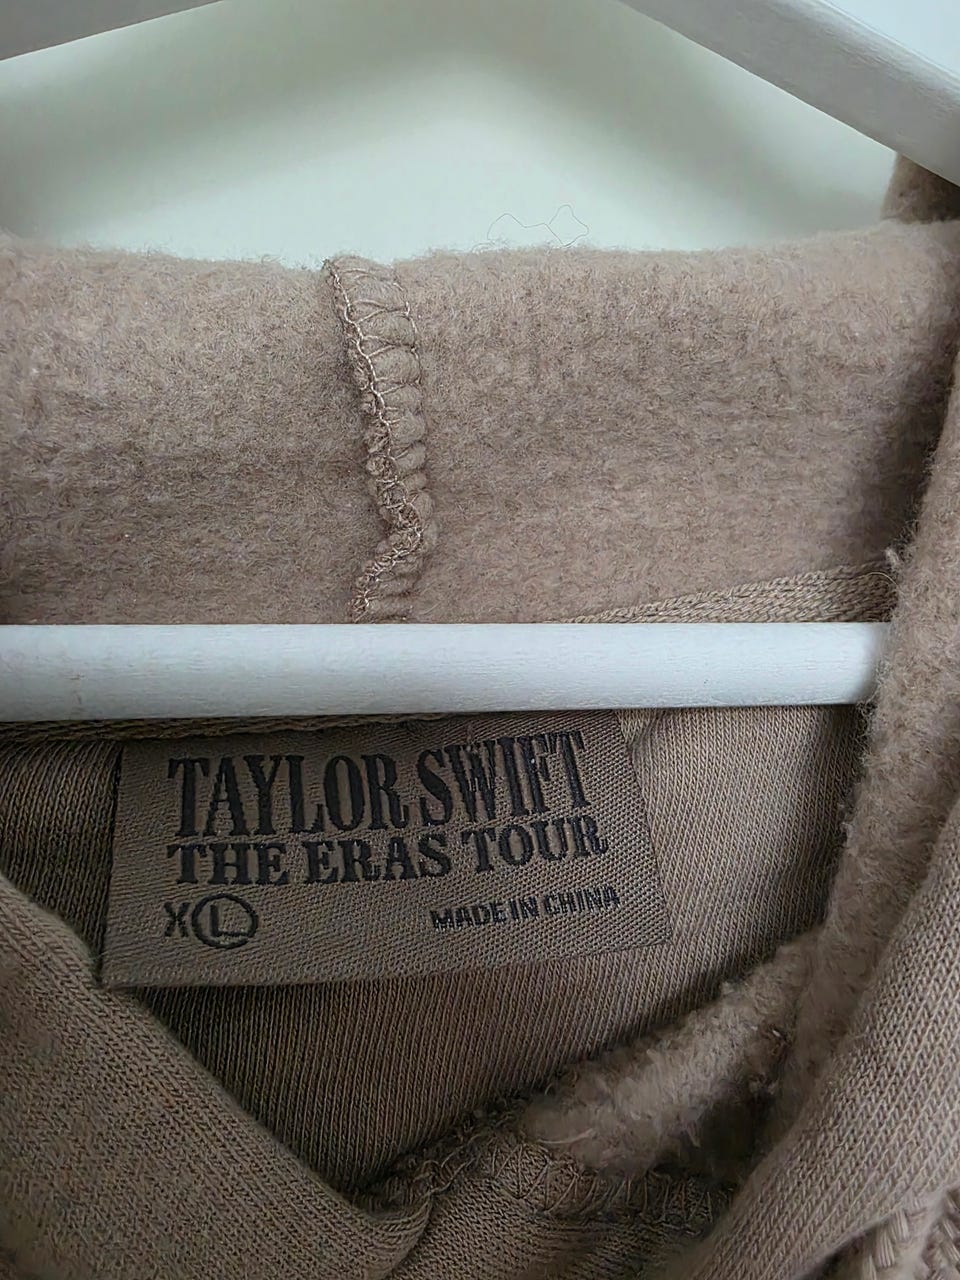 TAYLOR SWIFT
THE ERAS TOUR
XL MADE IN CHINA